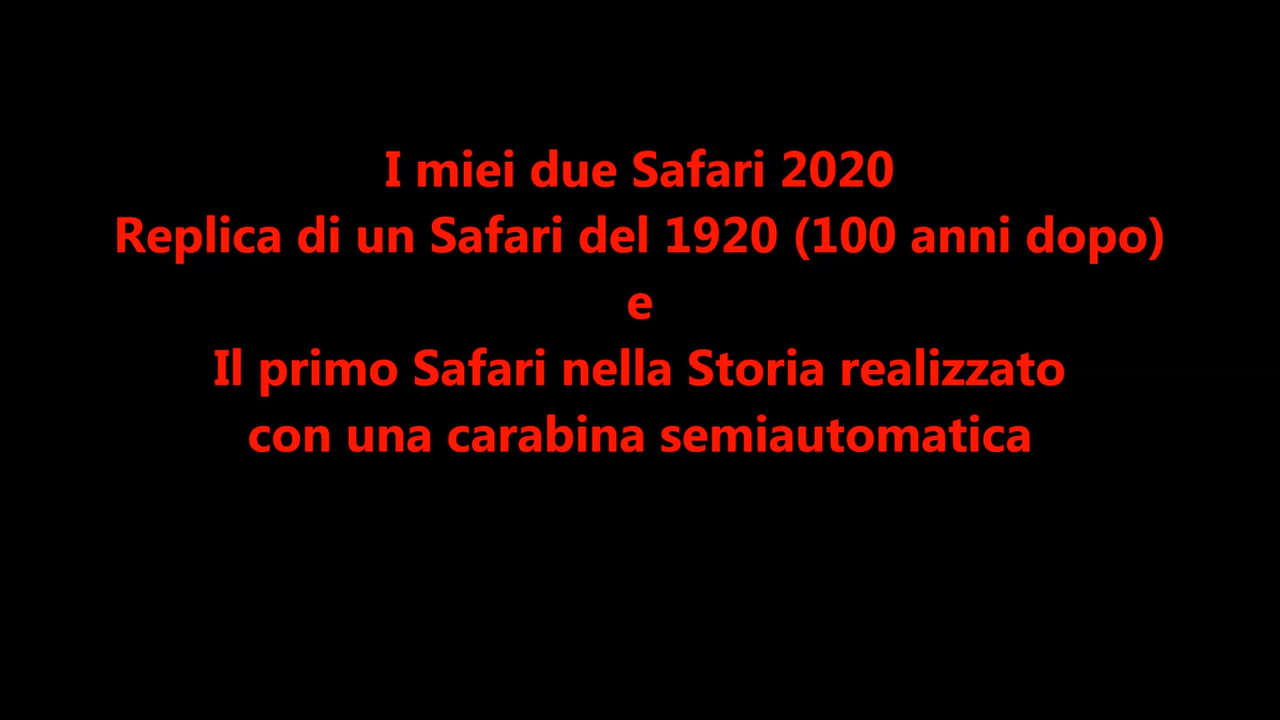 I miei due Safari 2020
Replica di un Safari del 1920 (100 anni dopo)
e
Il primo Safari nella Storia realizzato
con una carabina semiautomatica